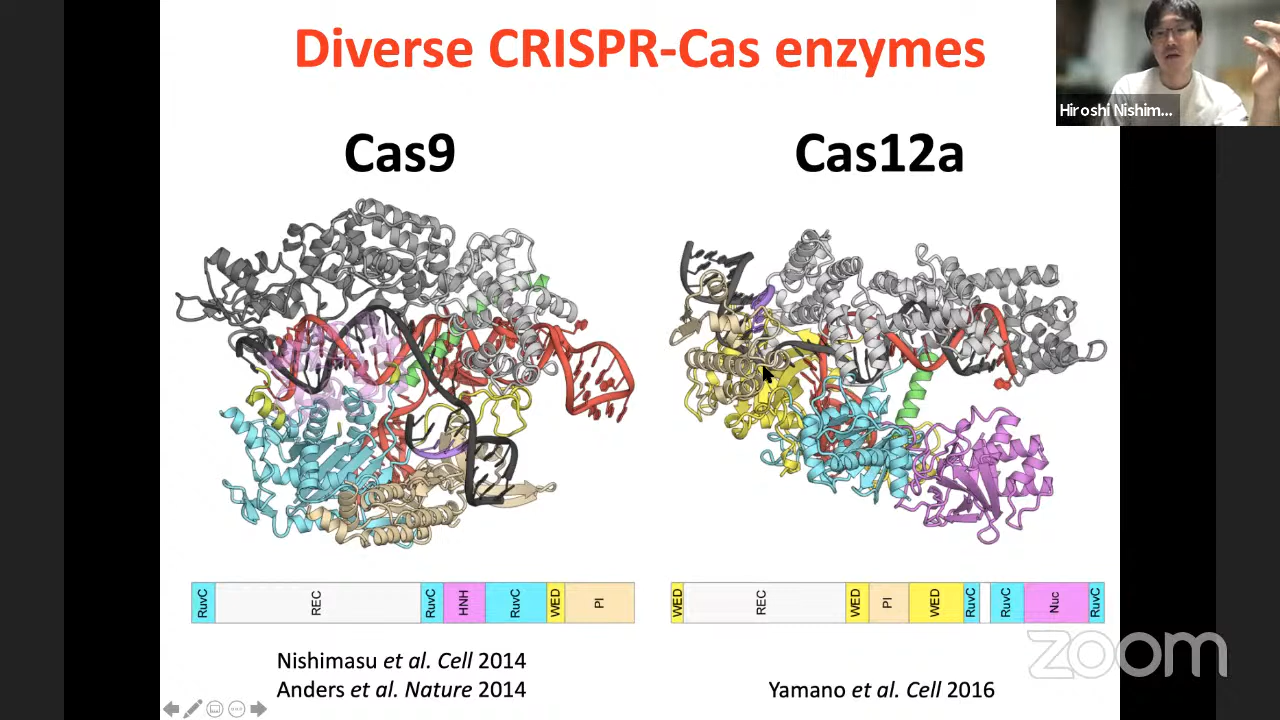 Diverse CRISPR-Cas enzymes
Hiroshi Nishim...
Cas9
Cas12a
RuvC REC RuvC HNH RuvC WED PI
WED REC WED PI WED RuvC RuvC Nuc RuvC
Nishimasu et al. Cell 2014
Anders et al. Nature 2014
Yamano et al. Cell 2016
zoom